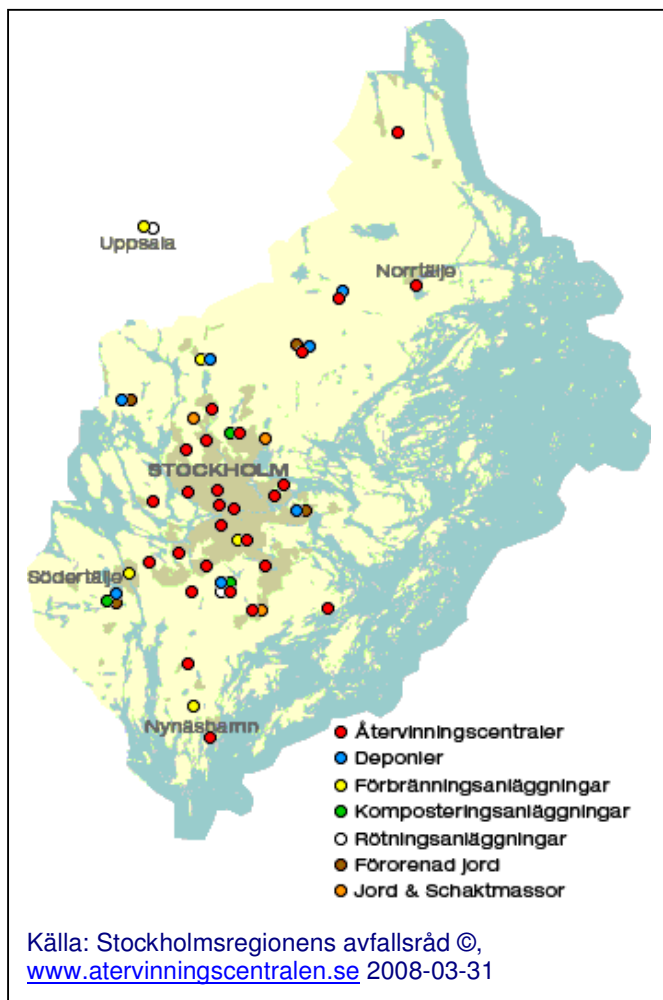 Uppsala
Norrtälje
STOCKHOLM
Södertälje
Nynäshamn
Återvinningscentraler
Deponier
Förbränningsanläggningar
Komposteringsanläggningar
Rötningsanläggningar
Förorenad jord
Jord & Schaktmassor
Källa: Stockholmsregionens avfallsråd ©,
www.atervinningscentralen.se 2008-03-31